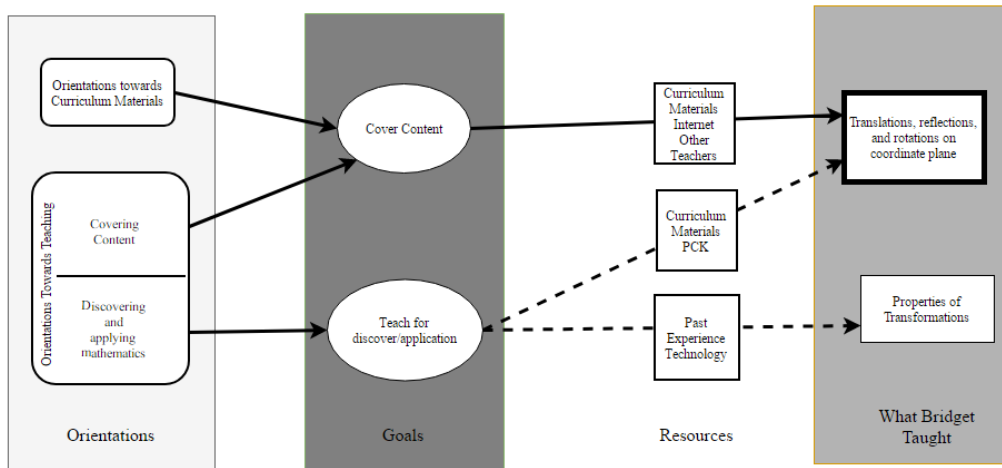 Orientations towards
Curriculum Materials
Orientations Towards Teaching
Covering
Content
Discovering
and
applying
mathematics
Orientations
Cover Content
Teach for
discover/application
Goals
Curriculum
Materials
Internet
Other
Teachers
Curriculum
Materials
PCK
Past
Experience
Technology
Resources
Translations, reflections,
and rotations on
coordinate plane
Properties of
Transformations
What Bridget
Taught